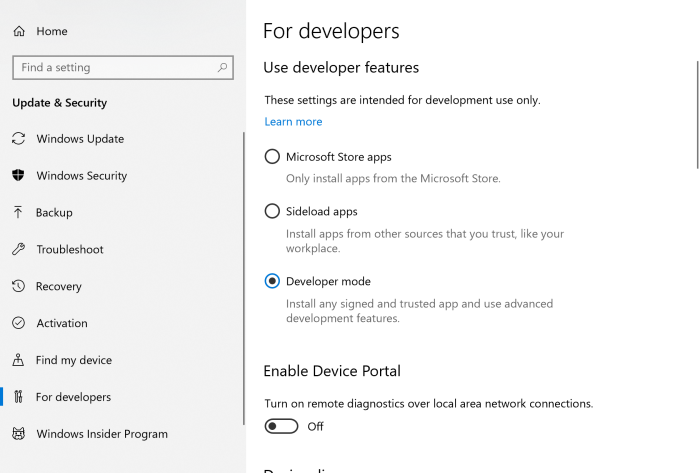 Home
Find a setting
Update & Security
Windows Update
Windows Security
Backup
Troubleshoot
Recovery
Activation
Find my device
For developers
Windows Insider Program
For developers
Use developer features
These settings are intended for development use only.
Learn more
Microsoft Store apps
Only install apps from the Microsoft Store.
Sideload apps
Install apps from other sources that you trust, like your
workplace.
Developer mode
Install any signed and trusted app and use advanced
development features.
Enable Device Portal
Turn on remote diagnostics over local area network connections.
Off